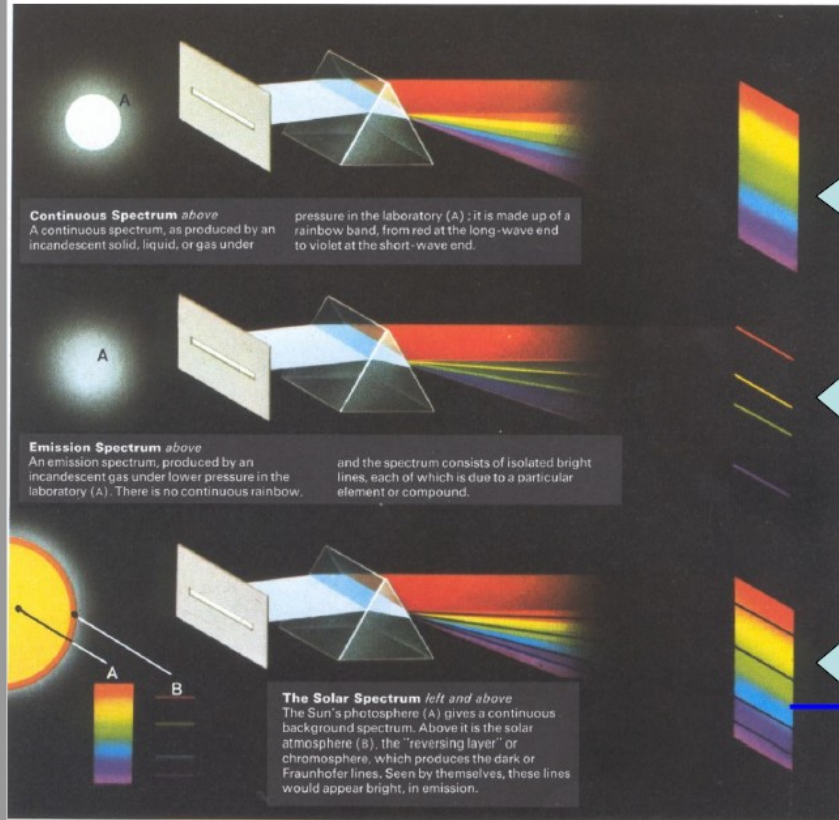 A
Continuous Spectrum above
A continuous spectrum, as produced by an
incandescent solid, liquid, or gas under
pressure in the laboratory (A) ; it is made up of a
rainbow band, from red at the long-wave end
to violet at the short-wave end.
A
Emission Spectrum above
An emission spectrum, produced by an
incandescent gas under lower pressure in the
laboratory (A). There is no continuous rainbow,
and the spectrum consists of isolated bright
lines, each of which is due to a particular
element or compound.
A
B
The Solar Spectrum left and above
The Sun's photosphere (A) gives a continuous
background spectrum. Above it is the solar
atmosphere (B), the "reversing layer" or
chromosphere, which produces the dark or
Fraunhofer lines. Seen by themselves, these lines
would appear bright, in emission.